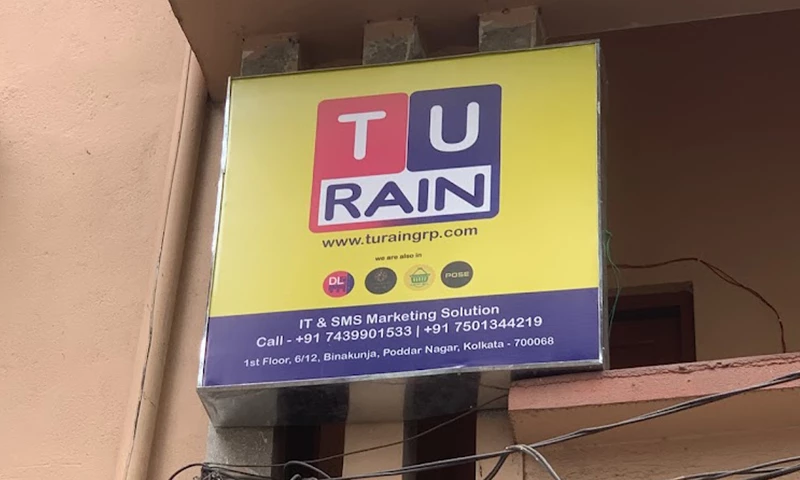 TU
RAIN
www.turaingrp.com
we are also in
DL
POSE
IT & SMS Marketing Solution
Call - +91 7439901533 | +91 7501344219
1st Floor, 6/12, Binakunja, Poddar Nagar, Kolkata - 700068